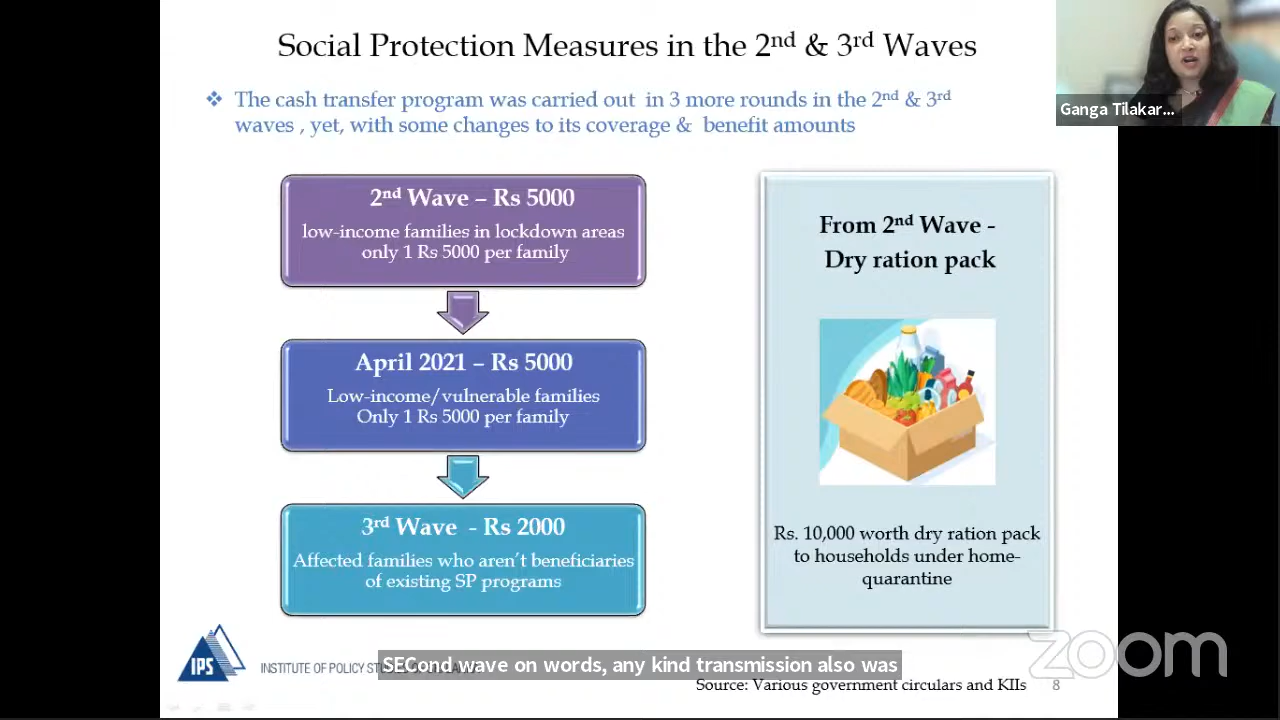 Social Protection Measures in the 2nd & 3rd Waves
Ganga Tilakar...
❖ The cash transfer program was carried out in 3 more rounds in the 2nd & 3rd
waves , yet, with some changes to its coverage & benefit amounts
2nd Wave – Rs 5000
low-income families in lockdown areas
only 1 Rs 5000 per family
April 2021 – Rs 5000
Low-income/vulnerable families
Only 1 Rs 5000 per family
3rd Wave - Rs 2000
Affected families who aren't beneficiaries
of existing SP programs
From 2nd Wave -
Dry ration pack
Rs. 10,000 worth dry ration pack
to households under home-
quarantine
IPS
INSTITUTE OF POLICY
SECond wave on words, any kind transmission also was
Source: Various government circulars and KIIs
8
zoom